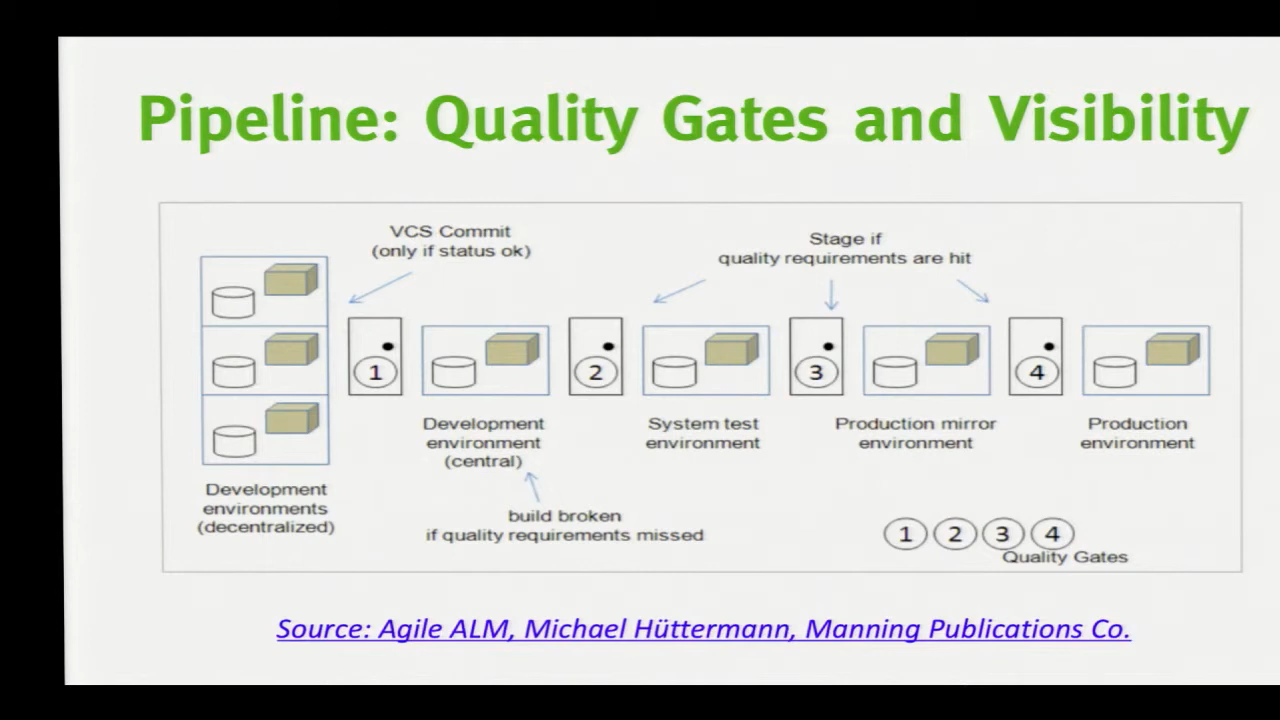 Pipeline: Quality Gates and Visibility
VCS Commit
(only if status ok)
Stage if
quality requirements are hit
1
2
3
4
Development
environment
(central)
System test
environment
Production mirror
environment
Production
environment
Development
environments
(decentralized)
build broken
if quality requirements missed
1 2 3 4
Quality Gates
Source: Agile ALM, Michael Hüttermann, Manning Publications Co.